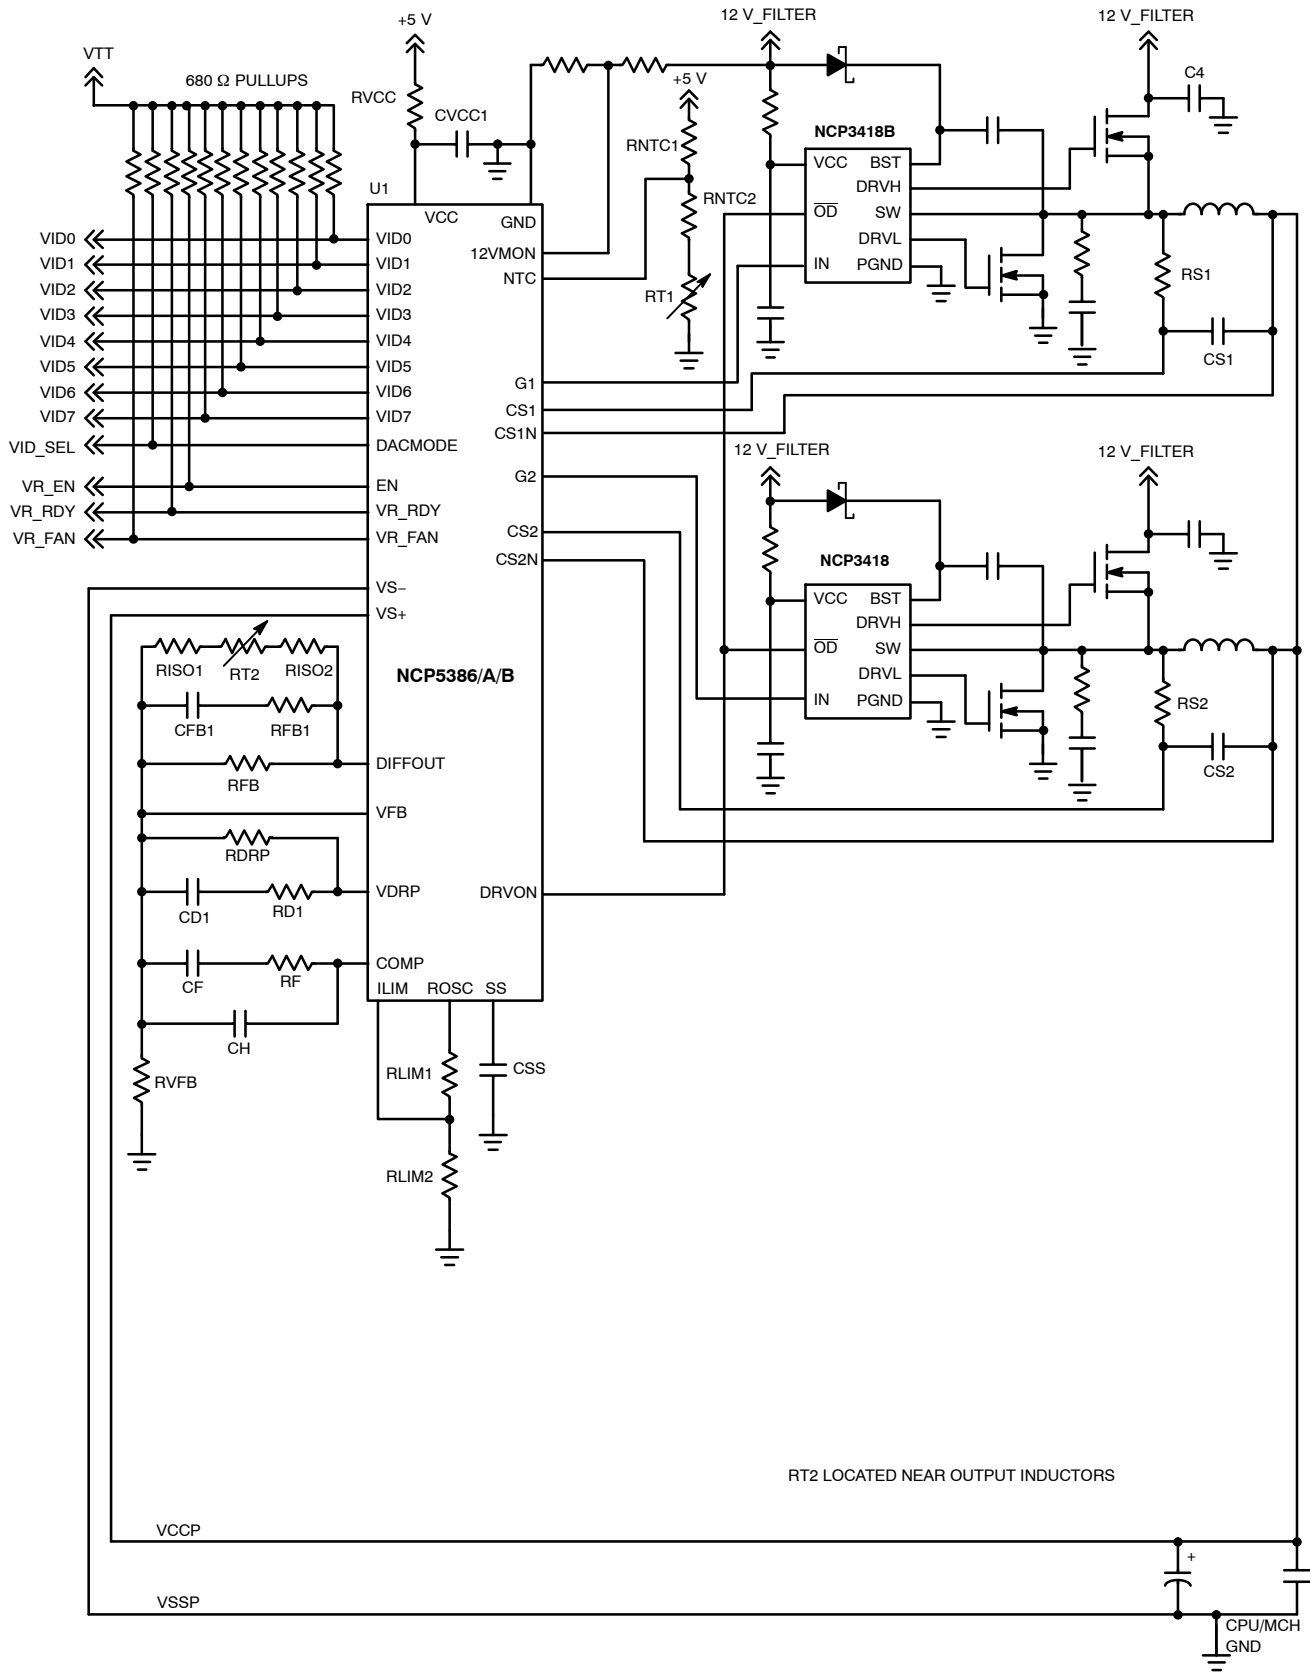 +5 V
12 V_FILTER
12 V_FILTER
VTT
680 Ω PULLUPS
RVCC
CVCC1
+5 V
C4
NCP3418B
RNTC1
U1
VCC
GND
RNTC2
VCC
BST
DRVH
OD
SW
DRVL
IN
PGND
VID0
VID0
12VMON
VID1
VID1
NTC
VID2
VID2
RT1
RS1
VID3
VID3
VID4
VID4
CS1
VID5
VID5
G1
VID6
VID6
CS1
VID7
VID7
CS1N
VID_SEL
DACMODE
12 V_FILTER
12 V_FILTER
VR_EN
EN
G2
VR_RDY
VR_RDY
CS2
VR_FAN
VR_FAN
CS2N
NCP3418
VS−
VS+
VCC
BST
DRVH
OD
SW
DRVL
IN
PGND
RISO1
RT2
RISO2
NCP5386/A/B
RS2
CFB1
RFB1
CS2
RFB
DIFFOUT
VFB
RDRP
CD1
RD1
VDRP
DRVON
CF
RF
COMP
ILIM
ROSC
SS
CH
RVFB
RLIM1
CSS
RLIM2
RT2 LOCATED NEAR OUTPUT INDUCTORS
VCCP
+
VSSP
CPU/MCH
GND